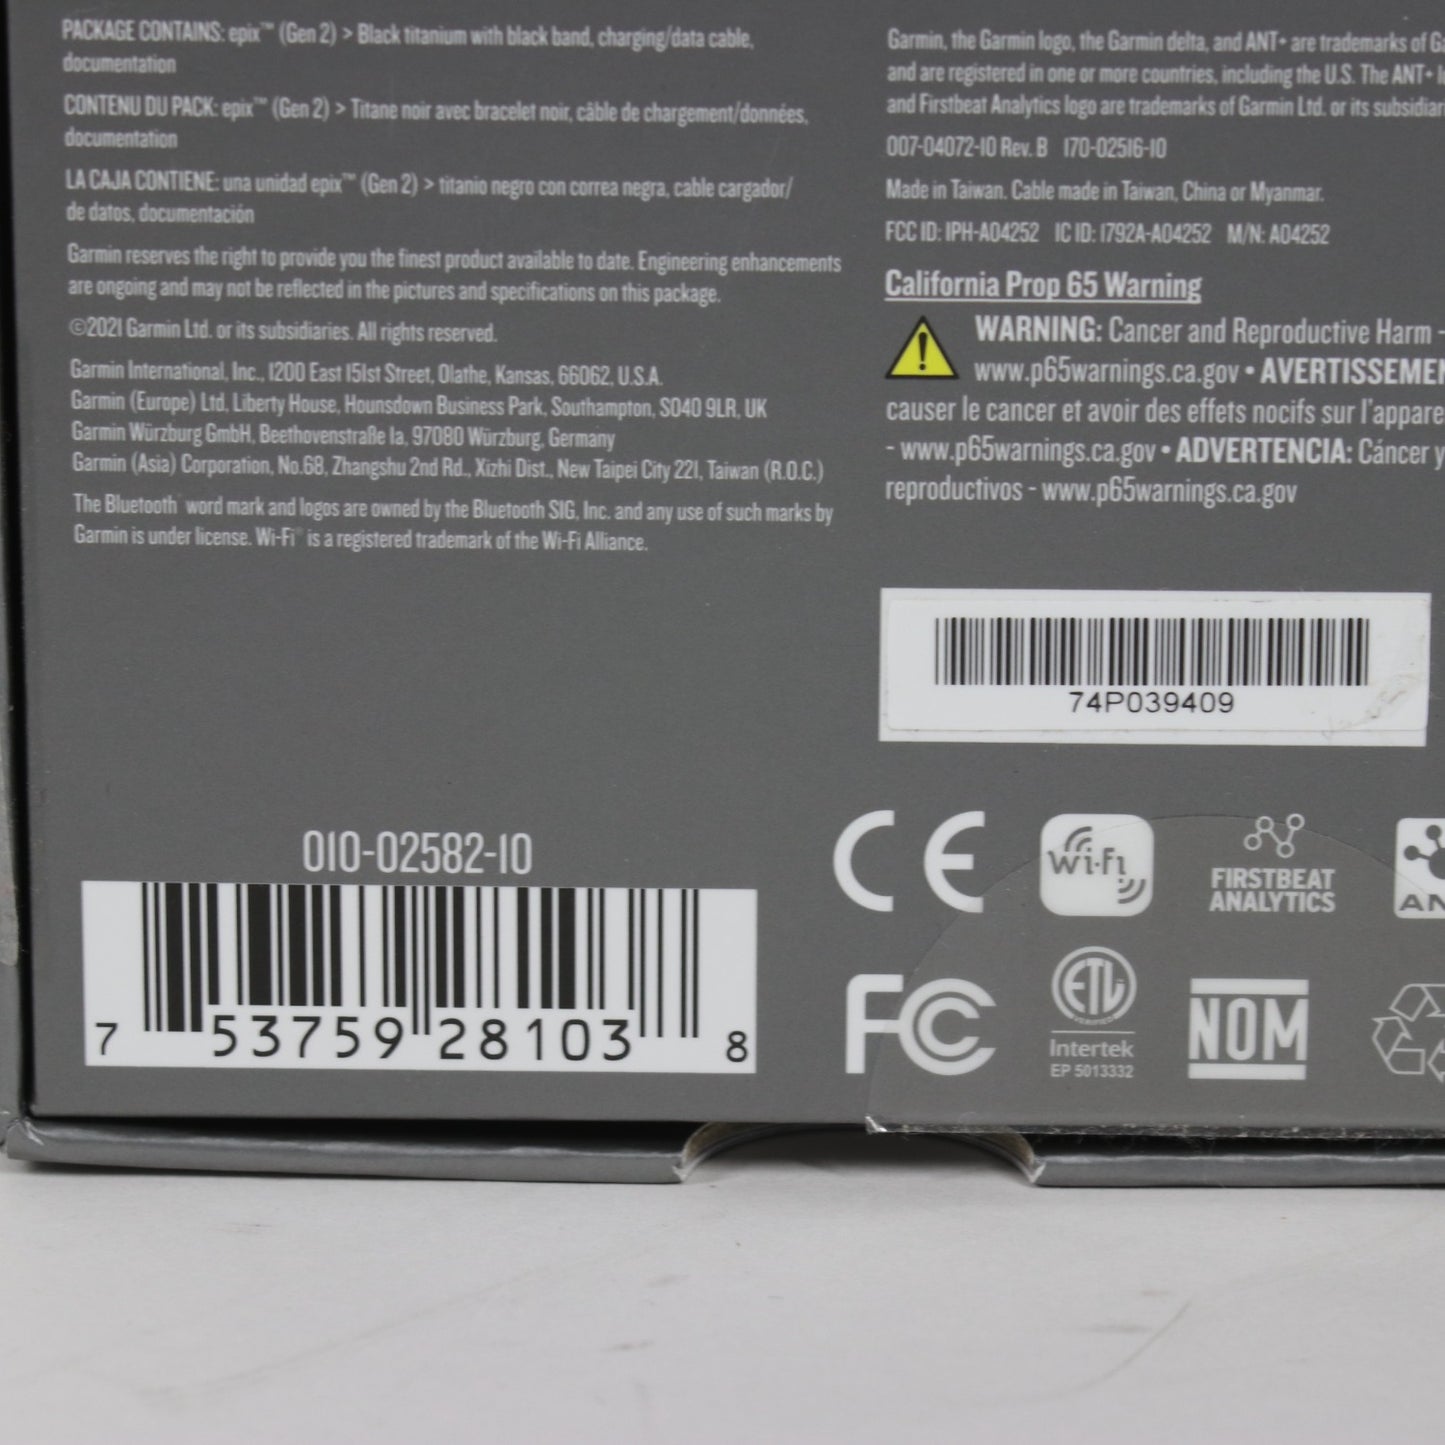 PACKAGE CONTAINS: epix™ (Gen 2) > Black titanium with black band, charging/data cable,
documentation
CONTENU DU PACK: epix™ (Gen 2) > Titane noir avec bracelet noir, câble de chargement/données,
documentation
LA CAJA CONTIENE: una unidad epix™ (Gen 2) > titanio negro con correa negra, cable cargador/
de datos, documentación
Garmin reserves the right to provide you the finest product available to date. Engineering enhancements
are ongoing and may not be reflected in the pictures and specifications on this package.
©2021 Garmin Ltd. or its subsidiaries. All rights reserved.
Garmin International, Inc., 1200 East 151st Street, Olathe, Kansas, 66062, U.S.A.
Garmin (Europe) Ltd, Liberty House, Hounsdown Business Park, Southampton, SO40 9LR, UK
Garmin Würzburg GmbH, Beethovenstraße 1a, 97080 Würzburg, Germany
Garmin (Asia) Corporation, No.68, Zhangshu 2nd Rd., Xizhi Dist., New Taipei City 221, Taiwan (R.O.C.)
The Bluetooth® word mark and logos are owned by the Bluetooth SIG, Inc. and any use of such marks by
Garmin is under license. Wi-Fi® is a registered trademark of the Wi-Fi Alliance.
010-02582-10
7 53759 28103 8
Garmin, the Garmin logo, the Garmin delta, and ANT+ are trademarks of
and are registered in one or more countries, including the U.S. The ANT+
and Firstbeat Analytics logo are trademarks of Garmin Ltd. or its
007-04072-10 Rev. B 170-02516-10
Made in Taiwan. Cable made in Taiwan, China or Myanmar.
FCC ID: IPH-A04252 IC ID: 1792A-A04252 M/N: A04252
California Prop 65 Warning
WARNING: Cancer and Reproductive Harm -
www.p65warnings.ca.gov •
causer le cancer et avoir des effets nocifs sur
- www.p65warnings.ca.gov • ADVERTENCIA: Cáncer y
reproductivos - www.p65warnings.ca.gov
74P039409
CE Wi-Fi FIRSTBEAT
ANALYTICS
FC ETL
VERIFIED
Intertek
EP 5013332
NOM